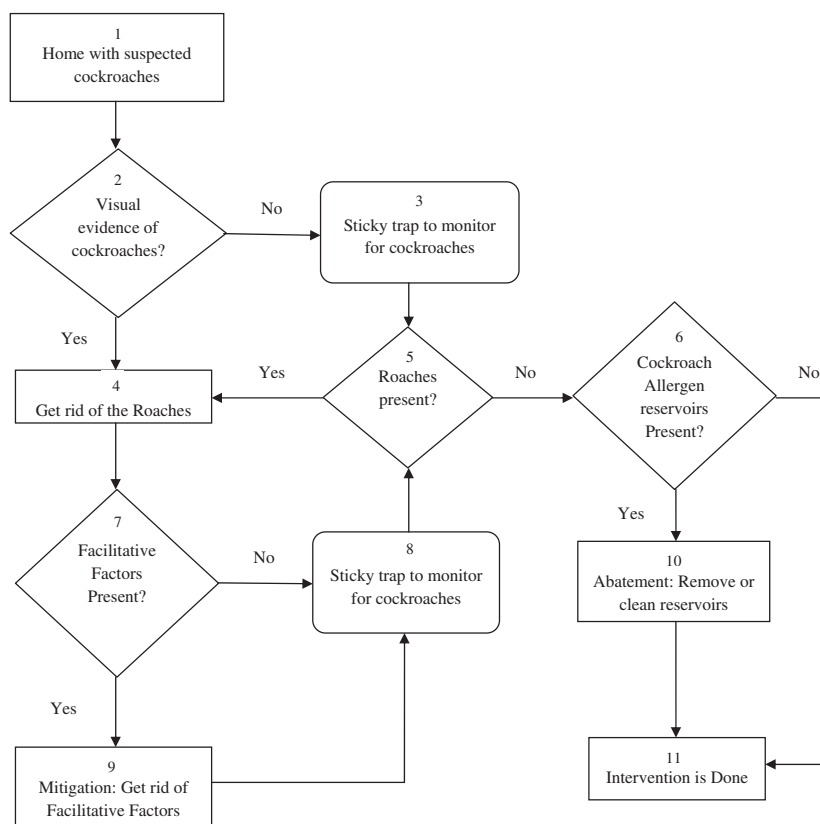 1
Home with suspected
cockroaches
2
Visual
evidence of
cockroaches?
No
3
Sticky trap to monitor
for cockroaches
Yes
4
Get rid of the Roaches
Yes
5
Roaches
present?
No
6
Cockroach
Allergen
reservoirs
Present?
No
Yes
7
Facilitative
Factors
Present?
No
8
Sticky trap to monitor
for cockroaches
10
Abatement: Remove or
clean reservoirs
Yes
9
Mitigation: Get rid of
Facilitative Factors
11
Intervention is Done